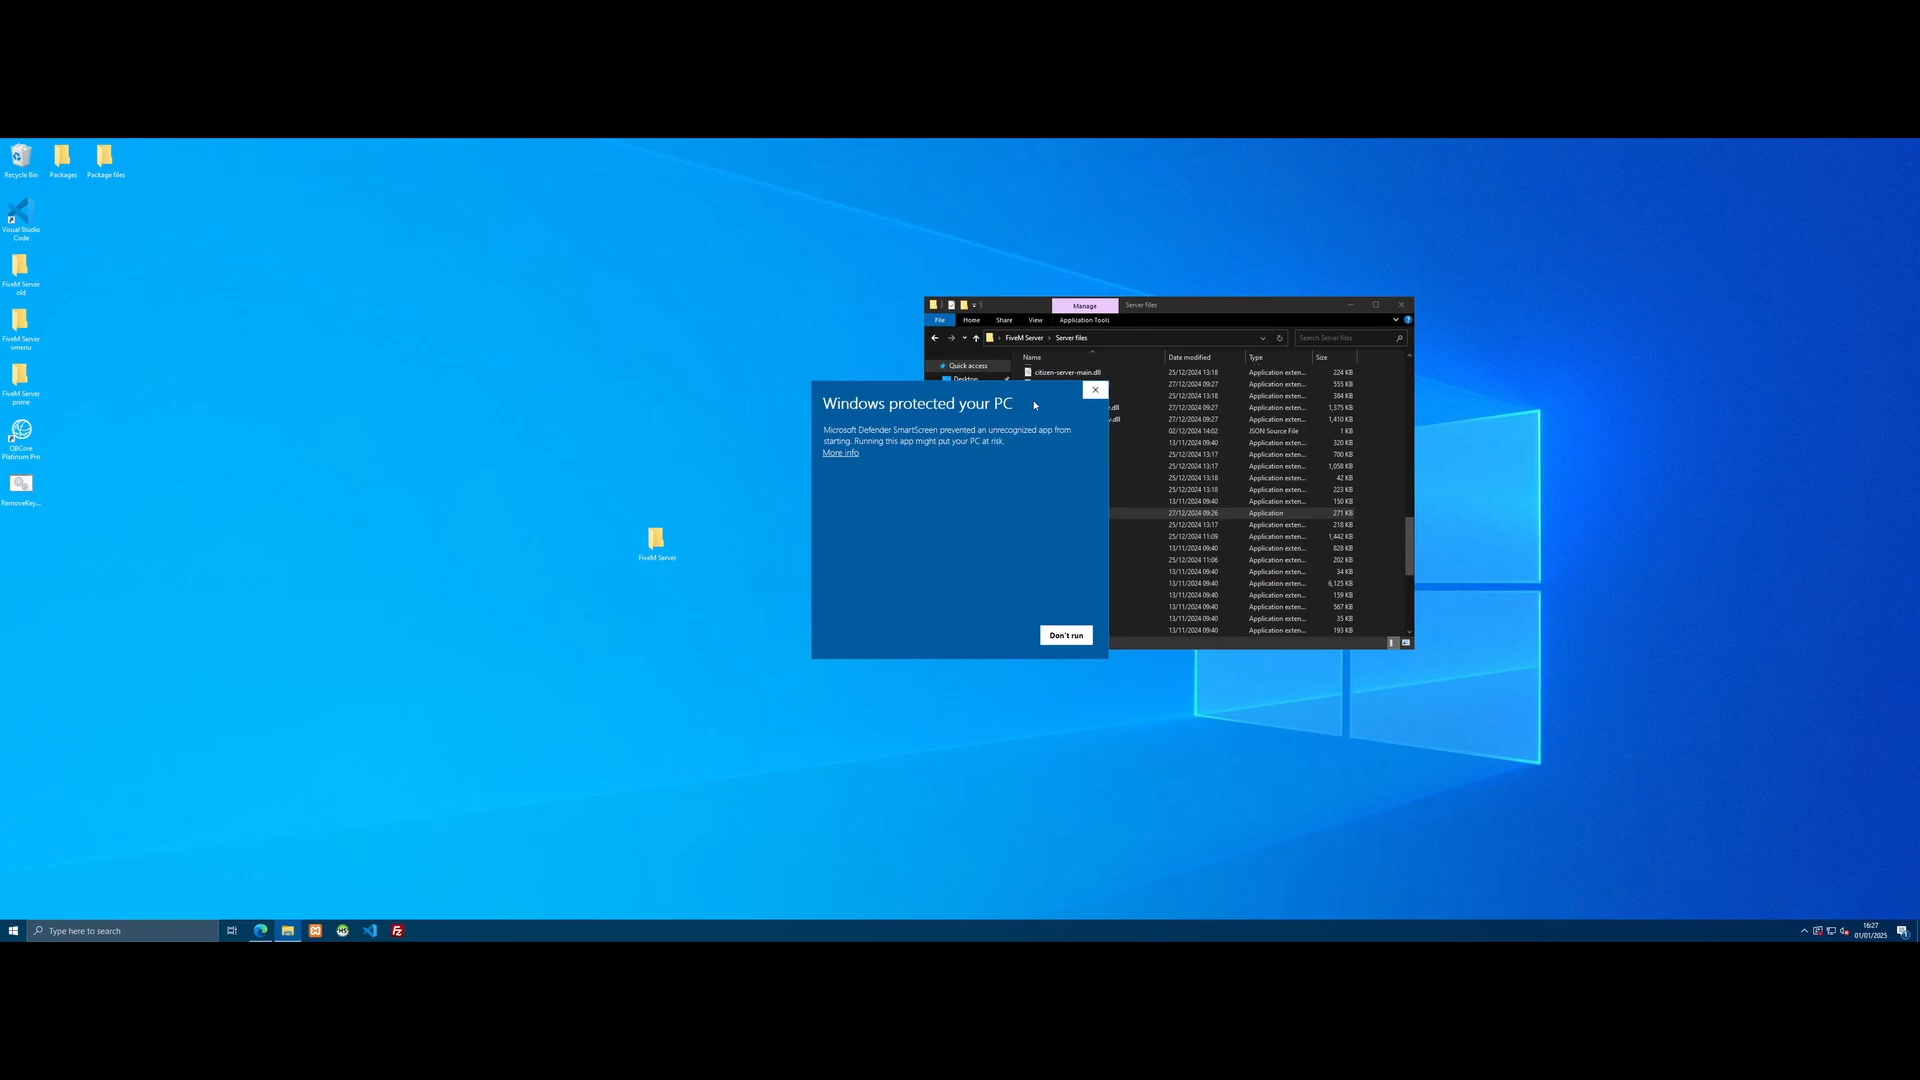 Recycle Bin
Packages
Package files
Visual Studio
Code
FiveM Server
old
FiveM Server
vmenu
FiveM Server
prime
QBCore
Platinum Pro
RemoveKey...
FiveM Server
Manage
Server files
File
Home
Share
View
Application Tools
FiveM Server
Server files
Search Server files
Quick access
Desktop
Name
Date modified
Type
Size
citizen-server-main.dll 25/12/2024 13:18 Application exten... 224 KB
27/12/2024 09:27 Application exten... 555 KB
25/12/2024 13:18 Application exten... 384 KB
.dll 27/12/2024 09:27 Application exten... 1,375 KB
.dll 27/12/2024 09:27 Application exten... 1,410 KB
02/12/2024 14:02 JSON Source File 1 KB
13/11/2024 09:40 Application exten... 320 KB
25/12/2024 13:17 Application exten... 700 KB
25/12/2024 13:17 Application exten... 1,058 KB
25/12/2024 13:18 Application exten... 42 KB
25/12/2024 13:18 Application exten... 223 KB
13/11/2024 09:40 Application exten... 150 KB
27/12/2024 09:26 Application 271 KB
25/12/2024 13:17 Application exten... 218 KB
25/12/2024 11:09 Application exten... 1,442 KB
13/11/2024 09:40 Application exten... 828 KB
25/12/2024 11:06 Application exten... 202 KB
13/11/2024 09:40 Application exten... 34 KB
13/11/2024 09:40 Application exten... 6,125 KB
13/11/2024 09:40 Application exten... 159 KB
13/11/2024 09:40 Application exten... 567 KB
13/11/2024 09:40 Application exten... 35 KB
13/11/2024 09:40 Application exten... 193 KB
Windows protected your PC
Microsoft Defender SmartScreen prevented an unrecognized app from
starting. Running this app might put your PC at risk.
More info
Don't run
Type here to search
16:27
01/01/2025